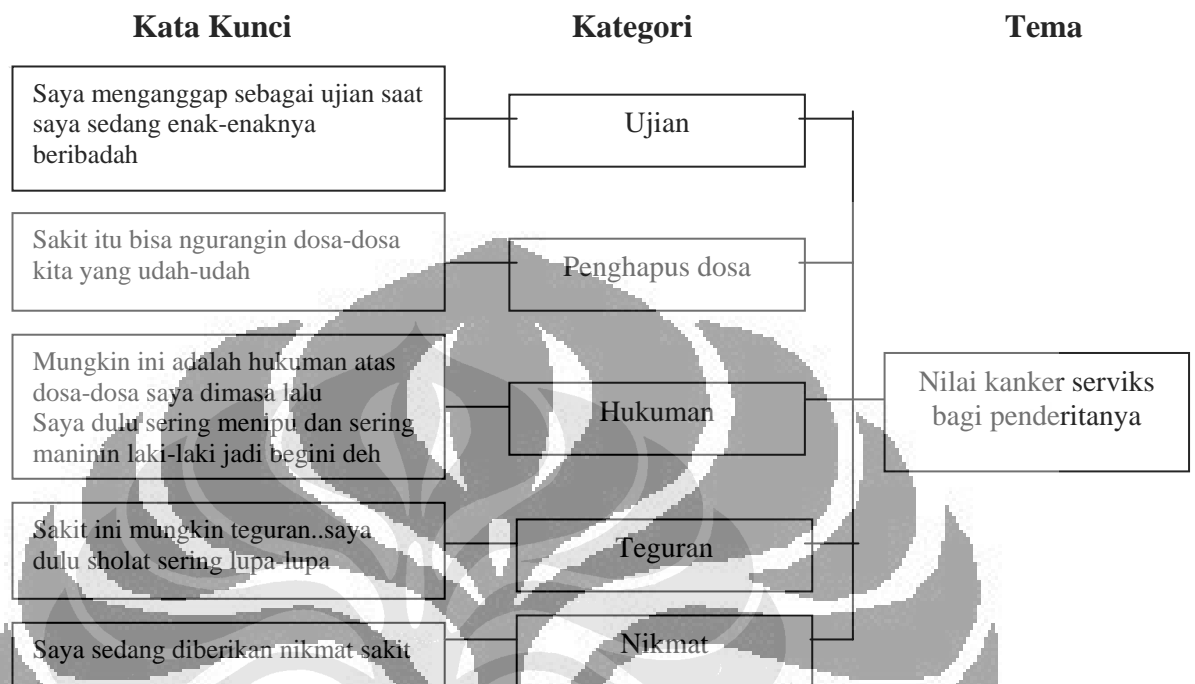 Kata Kunci
Kategori
Tema
Saya menganggap sebagai ujian saat
saya sedang enak-enaknya
beribadah
Ujian
Sakit itu bisa ngurangin dosa-dosa
kita yang udah-udah
Penghapus dosa
Mungkin ini adalah hukuman atas
dosa-dosa saya dimasa lalu
Saya dulu sering menipu dan sering
maninin laki-laki jadi begini deh
Hukuman
Nilai kanker serviks
bagi penderitanya
Sakit ini mungkin teguran..saya
dulu sholat sering lupa-lupa
Teguran
Saya sedang diberikan nikmat sakit
Nikmat